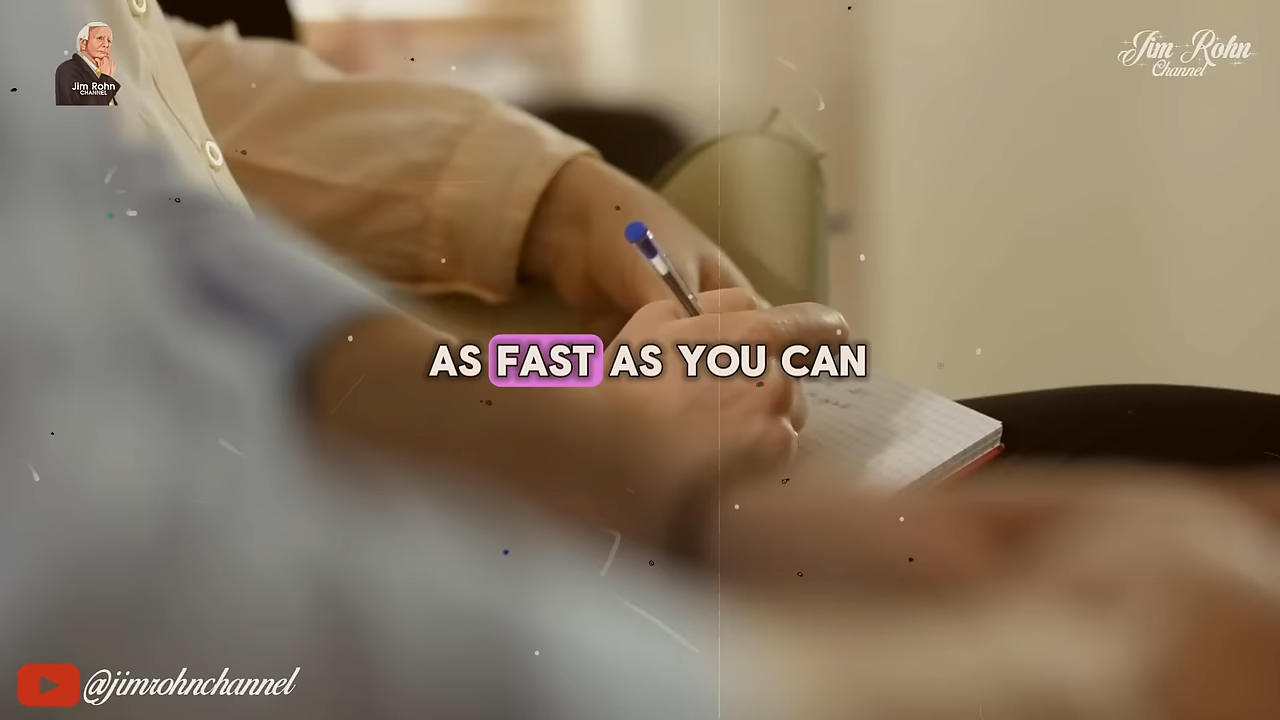 Jim Rohn
CHANNEL
Jim Rohn
Channel
AS FAST AS YOU CAN
@jimrohnchannel